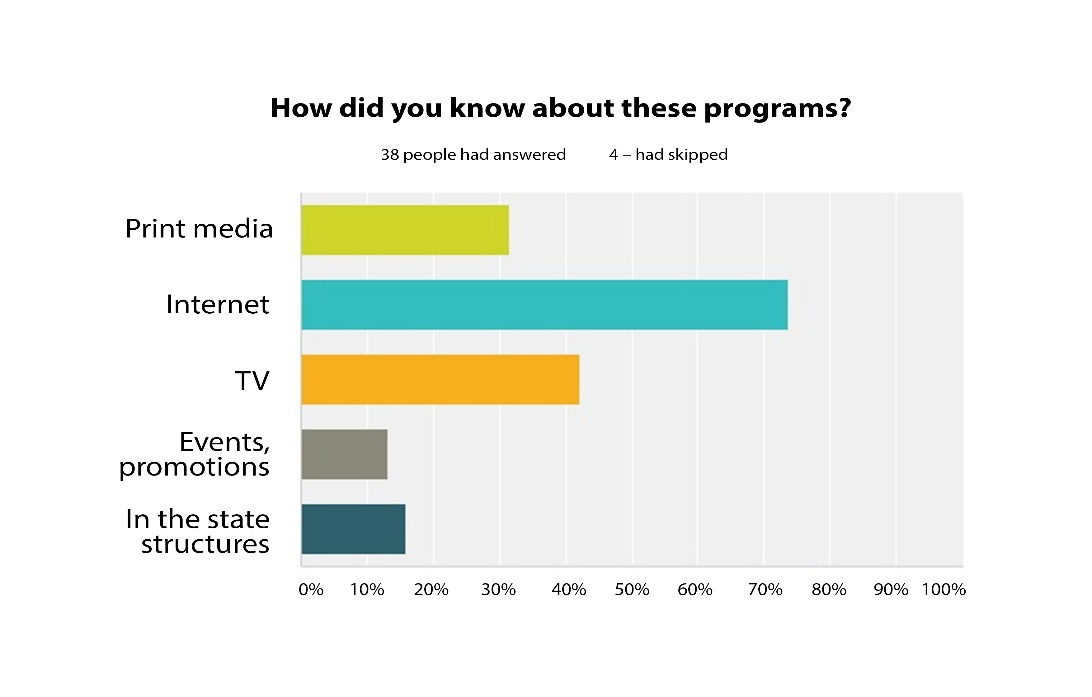 How did you know about these programs?
38 people had answered 4 – had skipped
Print media
Internet
TV
Events,
promotions
In the state
structures
0% 10% 20% 30% 40% 50% 60% 70% 80% 90% 100%